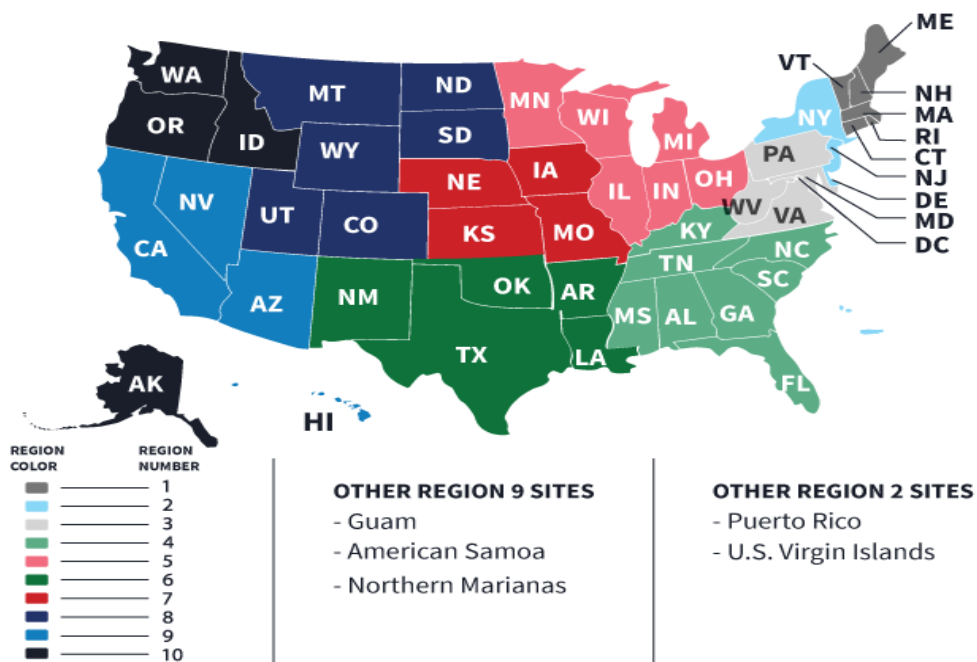 ME
VT
WA
MT
ND
MN
NH
OR
ID
SD
WI
MI
NY
MA
RI
WY
PA
CT
NV
NE
IA
IL
IN
OH
NJ
UT
CO
DE
CA
KS
MO
WV
VA
MD
KY
DC
AZ
NM
OK
AR
TN
NC
SC
MS
AL
GA
TX
LA
FL
AK
HI
REGION COLOR
REGION NUMBER
1
2
3
4
5
6
7
8
9
10
OTHER REGION 9 SITES
- Guam
- American Samoa
- Northern Marianas
OTHER REGION 2 SITES
- Puerto Rico
- U.S. Virgin Islands